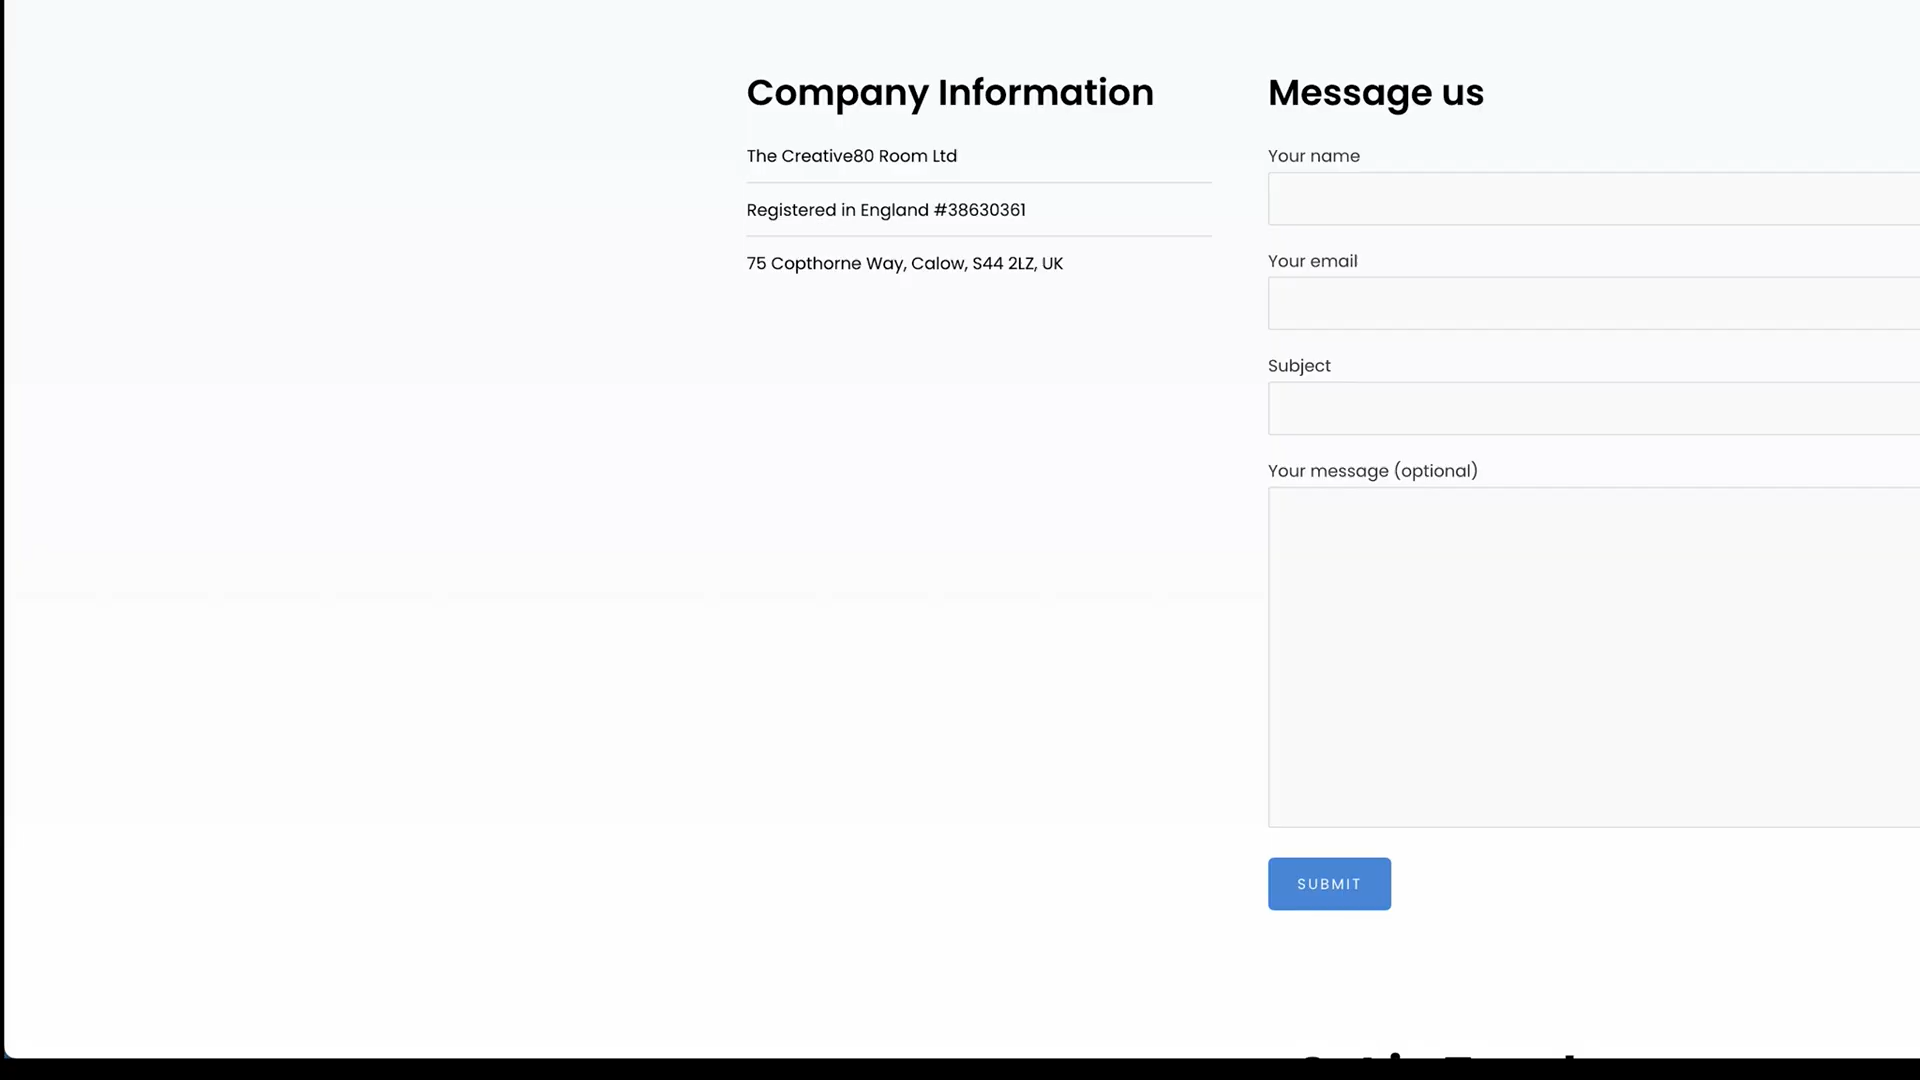 Company Information
The Creative80 Room Ltd
Registered in England #38630361
75 Copthorne Way, Calow, S44 2LZ, UK
Message us
Your name
Your email
Subject
Your message (optional)
SUBMIT